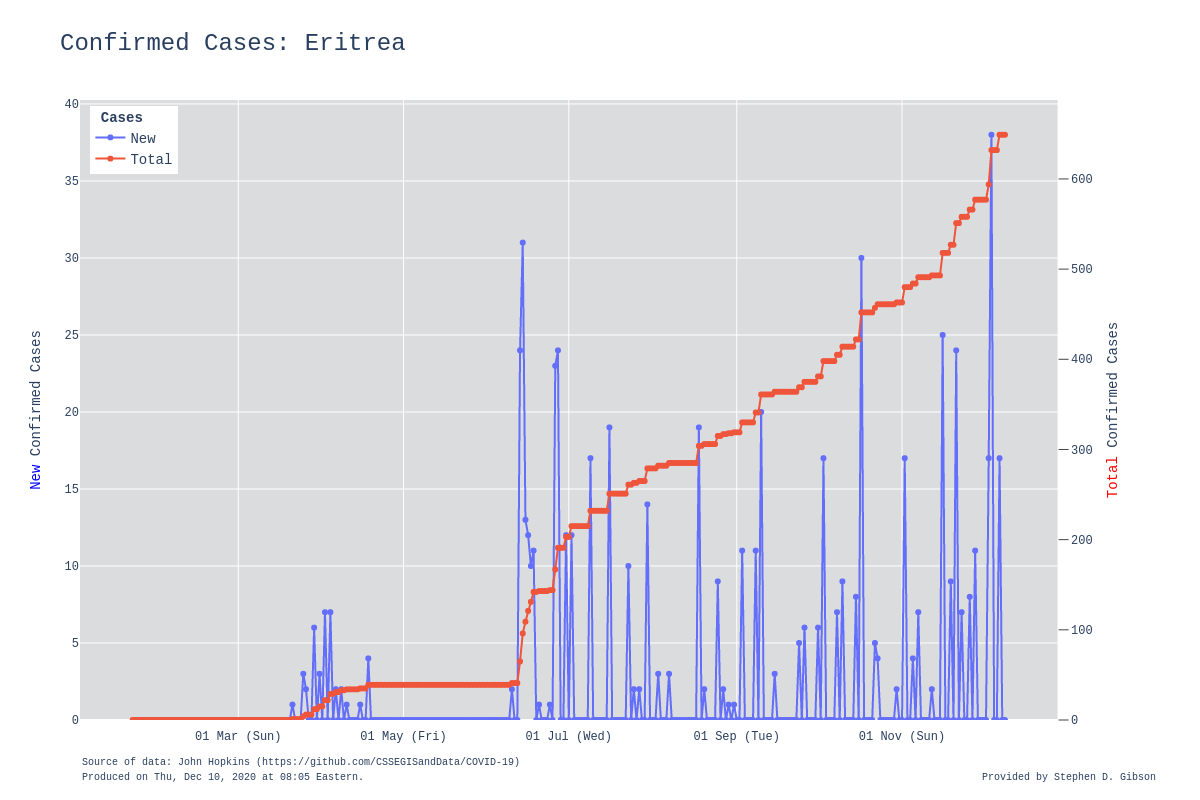 Confirmed Cases: Eritrea
Cases
New
Total
40
35
30
25
20
15
10
5
0
600
500
400
300
200
100
0
New Confirmed Cases
Total Confirmed Cases
01 Mar (Sun)
01 May (Fri)
01 Jul (Wed)
01 Sep (Tue)
01 Nov (Sun)
Source of data: John Hopkins (https://github.com/CSSEGISandData/COVID-19)
Produced on Thu, Dec 10, 2020 at 08:05 Eastern.
Provided by Stephen D. Gibson